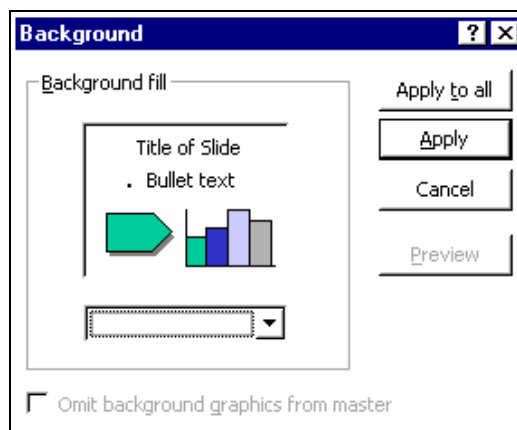 Background
Background fill
Apply to all
Title of Slide
Apply
. Bullet text
Cancel
Preview
Omit background graphics from master